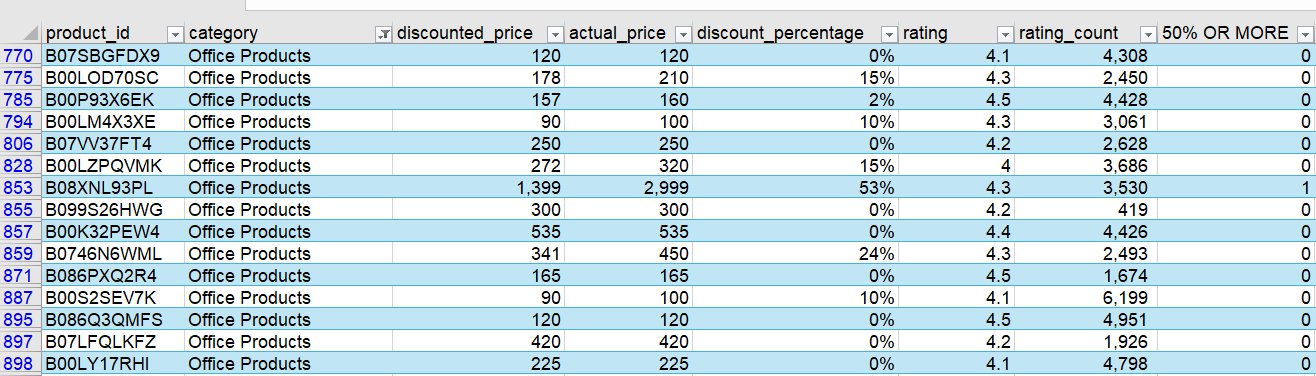 product_id category discounted_price actual_price discount_percentage rating rating_count 50% OR MORE
770 B07SBGFDX9 Office Products 120 120 0% 4.1 4,308 0
775 B00LOD70SC Office Products 178 210 15% 4.3 2,450 0
785 B00P93X6EK Office Products 157 160 2% 4.5 4,428 0
794 B00LM4X3XE Office Products 90 100 10% 4.3 3,061 0
806 B07VV37FT4 Office Products 250 250 0% 4.2 2,628 0
828 B00LZPQVMK Office Products 272 320 15% 4 3,686 0
853 B08XNL93PL Office Products 1,399 2,999 53% 4.3 3,530 1
855 B099S26HWG Office Products 300 300 0% 4.2 419 0
857 B00K32PEW4 Office Products 535 535 0% 4.4 4,426 0
859 B0746N6WML Office Products 341 450 24% 4.3 2,493 0
871 B086PXQ2R4 Office Products 165 165 0% 4.5 1,674 0
887 B00S2SEV7K Office Products 90 100 10% 4.1 6,199 0
895 B086Q3QMFS Office Products 120 120 0% 4.5 4,951 0
897 B07LFQLKFZ Office Products 420 420 0% 4.2 1,926 0
898 B00LY17RHI Office Products 225 225 0% 4.1 4,798 0